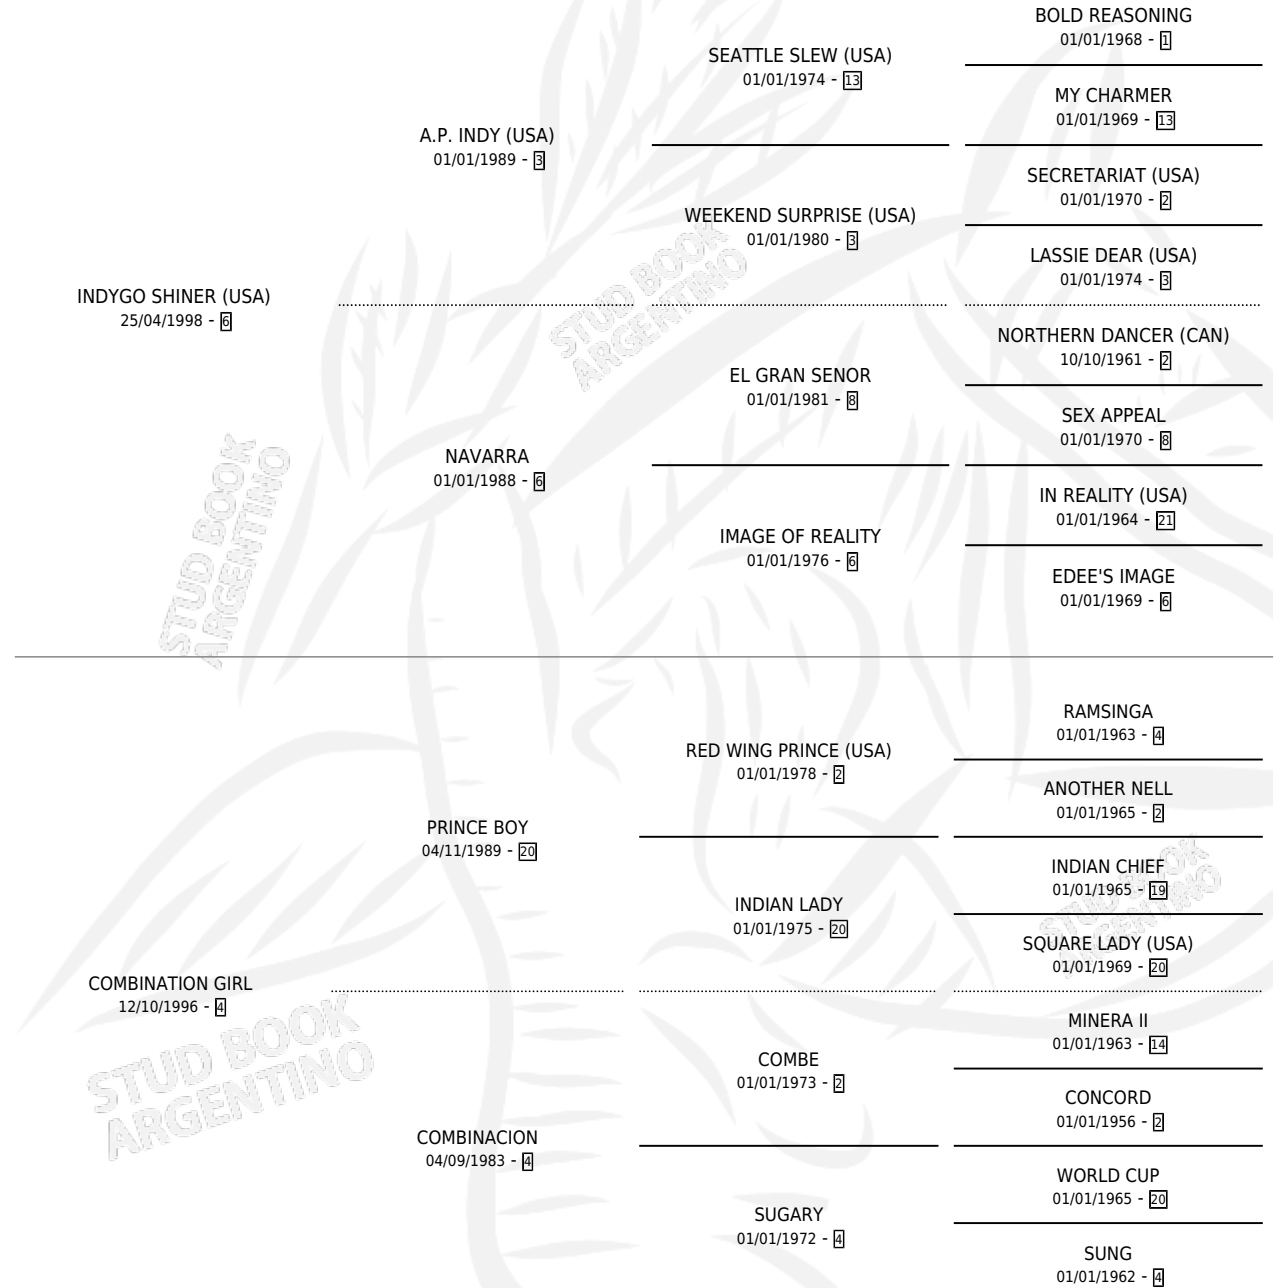 BOLD REASONING
01/01/1968 - 1
SEATTLE SLEW (USA)
01/01/1974 - 13
MY CHARMER
01/01/1969 - 13
A.P. INDY (USA)
01/01/1989 - 3
SECRETARIAT (USA)
01/01/1970 - 2
WEEKEND SURPRISE (USA)
01/01/1980 - 3
LASSIE DEAR (USA)
01/01/1974 - 3
INDYGO SHINER (USA)
25/04/1998 - 6
NORTHERN DANCER (CAN)
10/10/1961 - 2
EL GRAN SENOR
01/01/1981 - 8
SEX APPEAL
01/01/1970 - 8
NAVARRA
01/01/1988 - 6
IN REALITY (USA)
01/01/1964 - 21
IMAGE OF REALITY
01/01/1976 - 6
EDEE'S IMAGE
01/01/1969 - 6
RAMSINGA
01/01/1963 - 4
RED WING PRINCE (USA)
01/01/1978 - 2
ANOTHER NELL
01/01/1965 - 2
PRINCE BOY
04/11/1989 - 20
INDIAN CHIEF
01/01/1965 - 19
INDIAN LADY
01/01/1975 - 20
SQUARE LADY (USA)
01/01/1969 - 20
COMBINATION GIRL
12/10/1996 - 4
MINERA II
01/01/1963 - 14
COMBE
01/01/1973 - 2
CONCORD
01/01/1956 - 2
COMBINACION
04/09/1983 - 4
WORLD CUP
01/01/1965 - 20
SUGARY
01/01/1972 - 4
SUNG
01/01/1962 - 4
STUD BOOK
ARGENTINO
STUD BOOK
ARGENTINO
STUD BOOK
ARGENTINO
STUD BOOK
ARGENTINO